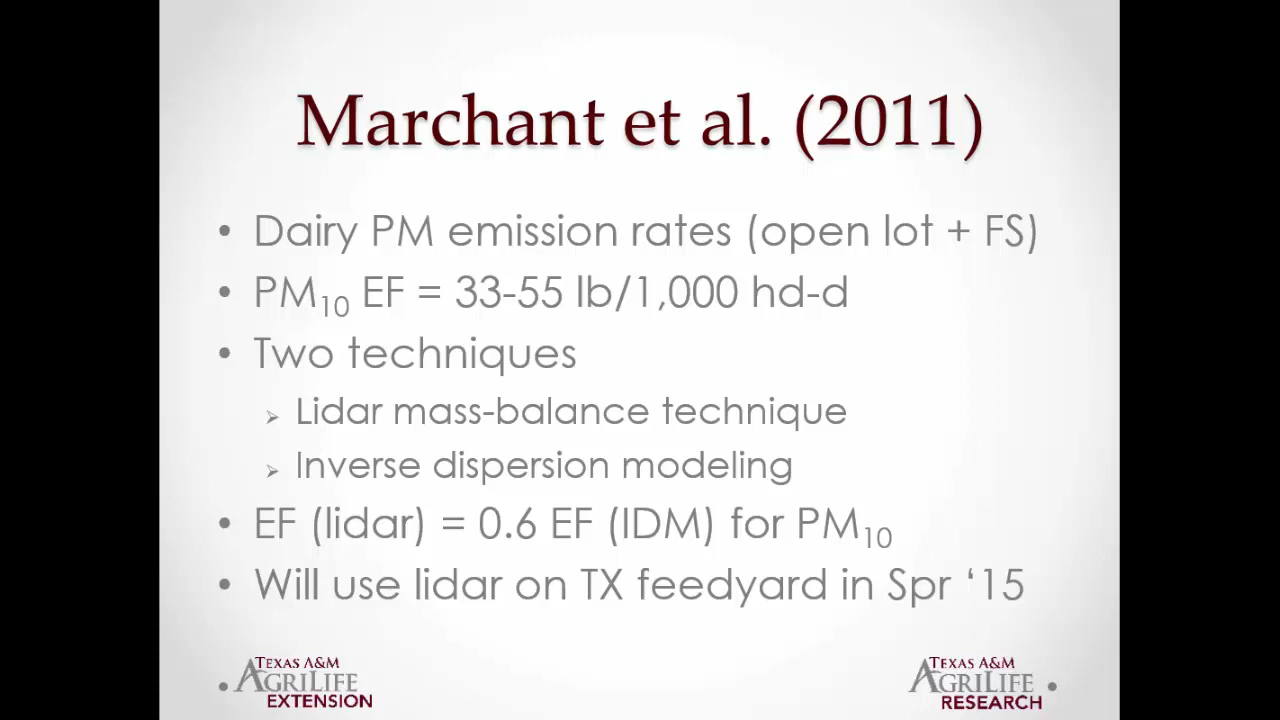 Marchant et al. (2011)
• Dairy PM emission rates (open lot + FS)
• PM₁₀ EF = 33-55 lb/1,000 hd-d
• Two techniques
➢ Lidar mass-balance technique
➢ Inverse dispersion modeling
• EF (lidar) = 0.6 EF (IDM) for PM₁₀
• Will use lidar on TX feedyard in Spr ‘15
TEXAS A&M
AGRILIFE
EXTENSION
TEXAS A&M
AGRILIFE
RESEARCH